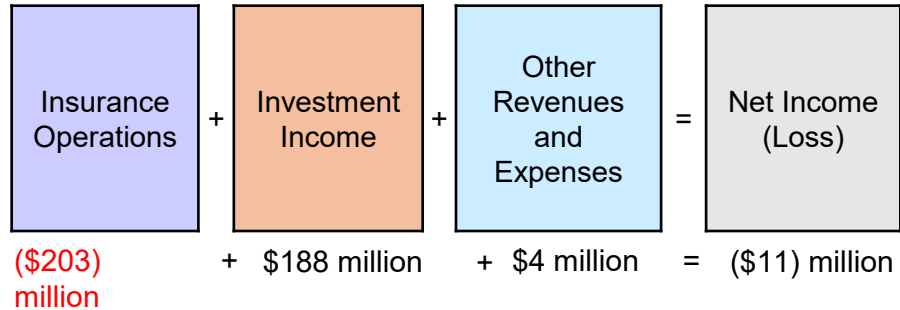 Insurance
Operations
+
Investment
Income
+
Other
Revenues
and
Expenses
=
Net Income
(Loss)
($203)
million
+ $188 million
+ $4 million
= ($11) million